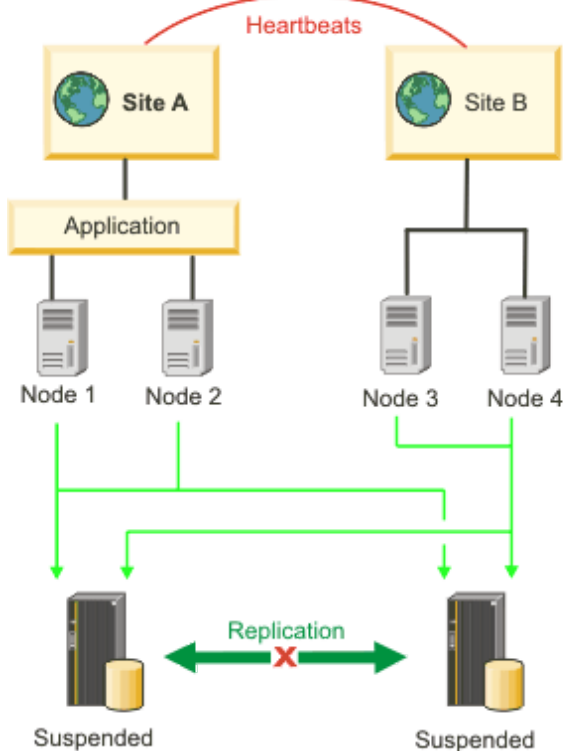 Heartbeats
Site A
Site B
Application
Node 1
Node 2
Node 3
Node 4
Replication
X
Suspended
Suspended